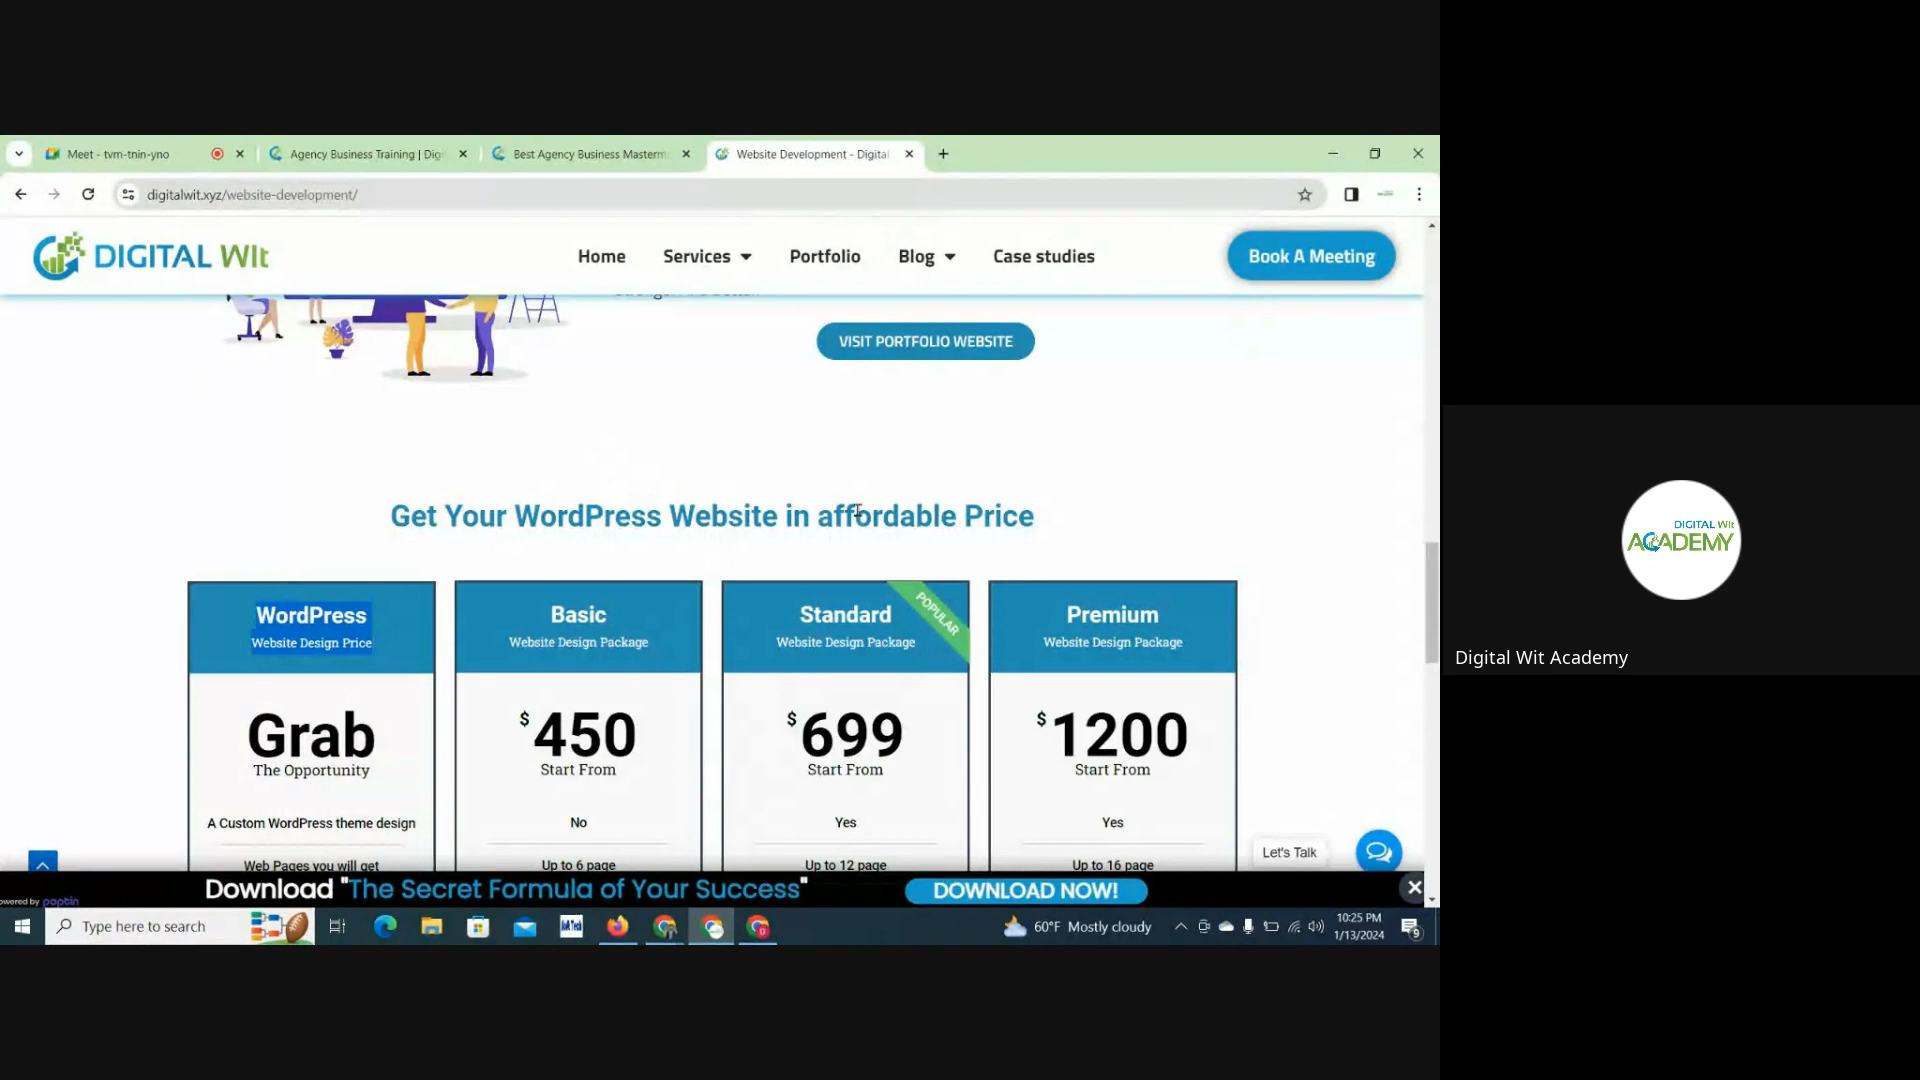 Meet - tvm-tnin-yno
Agency Business Training | Dig
Best Agency Business Masterm
Website Development - Digital
digitalwit.xyz/website-development/
DIGITAL WIt
Home
Services
Portfolio
Blog
Case studies
Book A Meeting
VISIT PORTFOLIO WEBSITE
Get Your WordPress Website in affordable Price
WordPress
Website Design Price
Grab
The Opportunity
A Custom WordPress theme design
Web Pages you will get
Basic
Website Design Package
$450
Start From
No
Up to 6 page
Standard
Website Design Package
POPULAR
$699
Start From
Yes
Up to 12 page
Premium
Website Design Package
$1200
Start From
Yes
Up to 16 page
Let's Talk
Download "The Secret Formula of Your Success"
DOWNLOAD NOW!
owered by poptin
Type here to search
60°F Mostly cloudy
10:25 PM
1/13/2024
9
DIGITAL WIt
ACADEMY
Digital Wit Academy